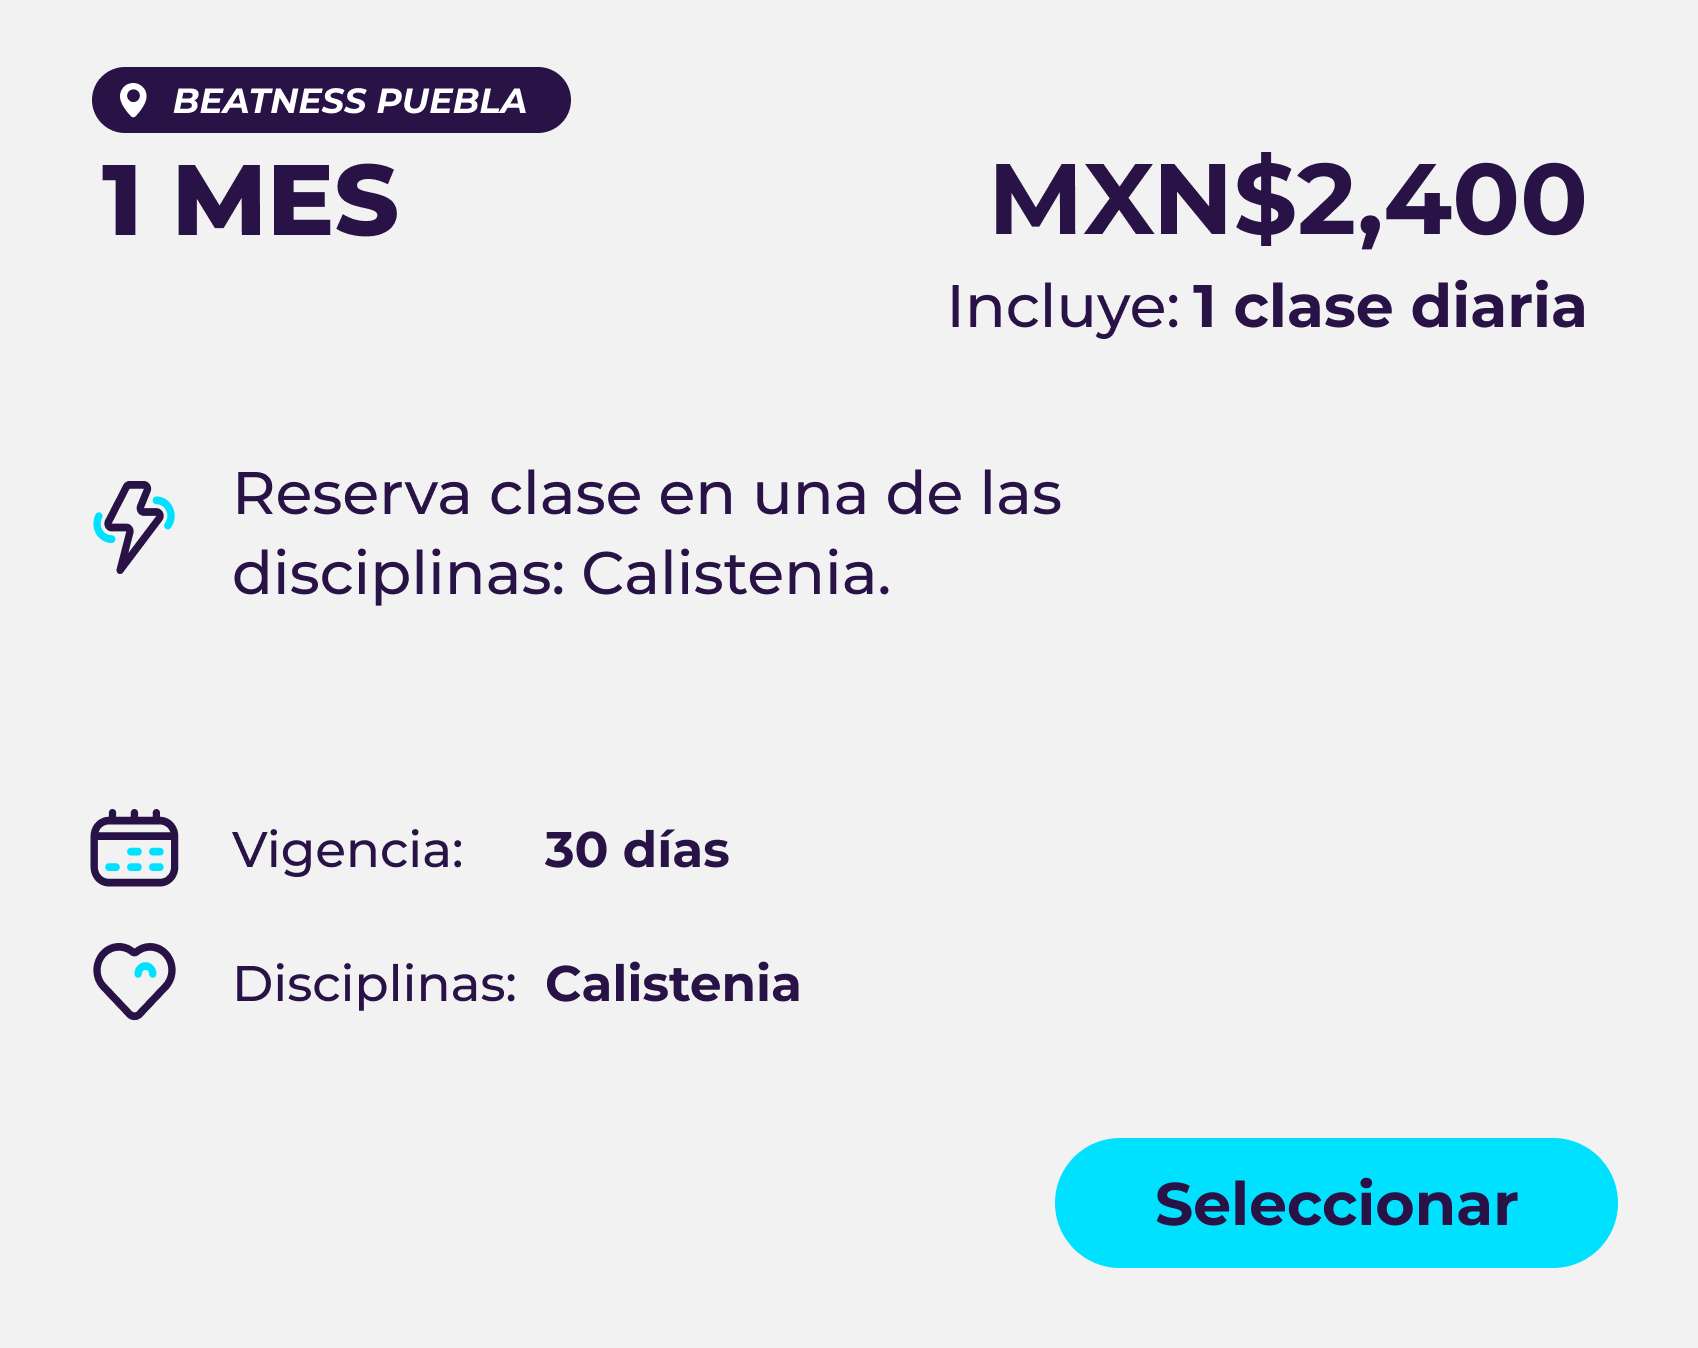 BEATNESS PUEBLA
1 MES
MXN$2,400
Incluye: 1 clase diaria
Reserva clase en una de las
disciplinas: Calistenia.
Vigencia: 30 días
Disciplinas: Calistenia
Seleccionar